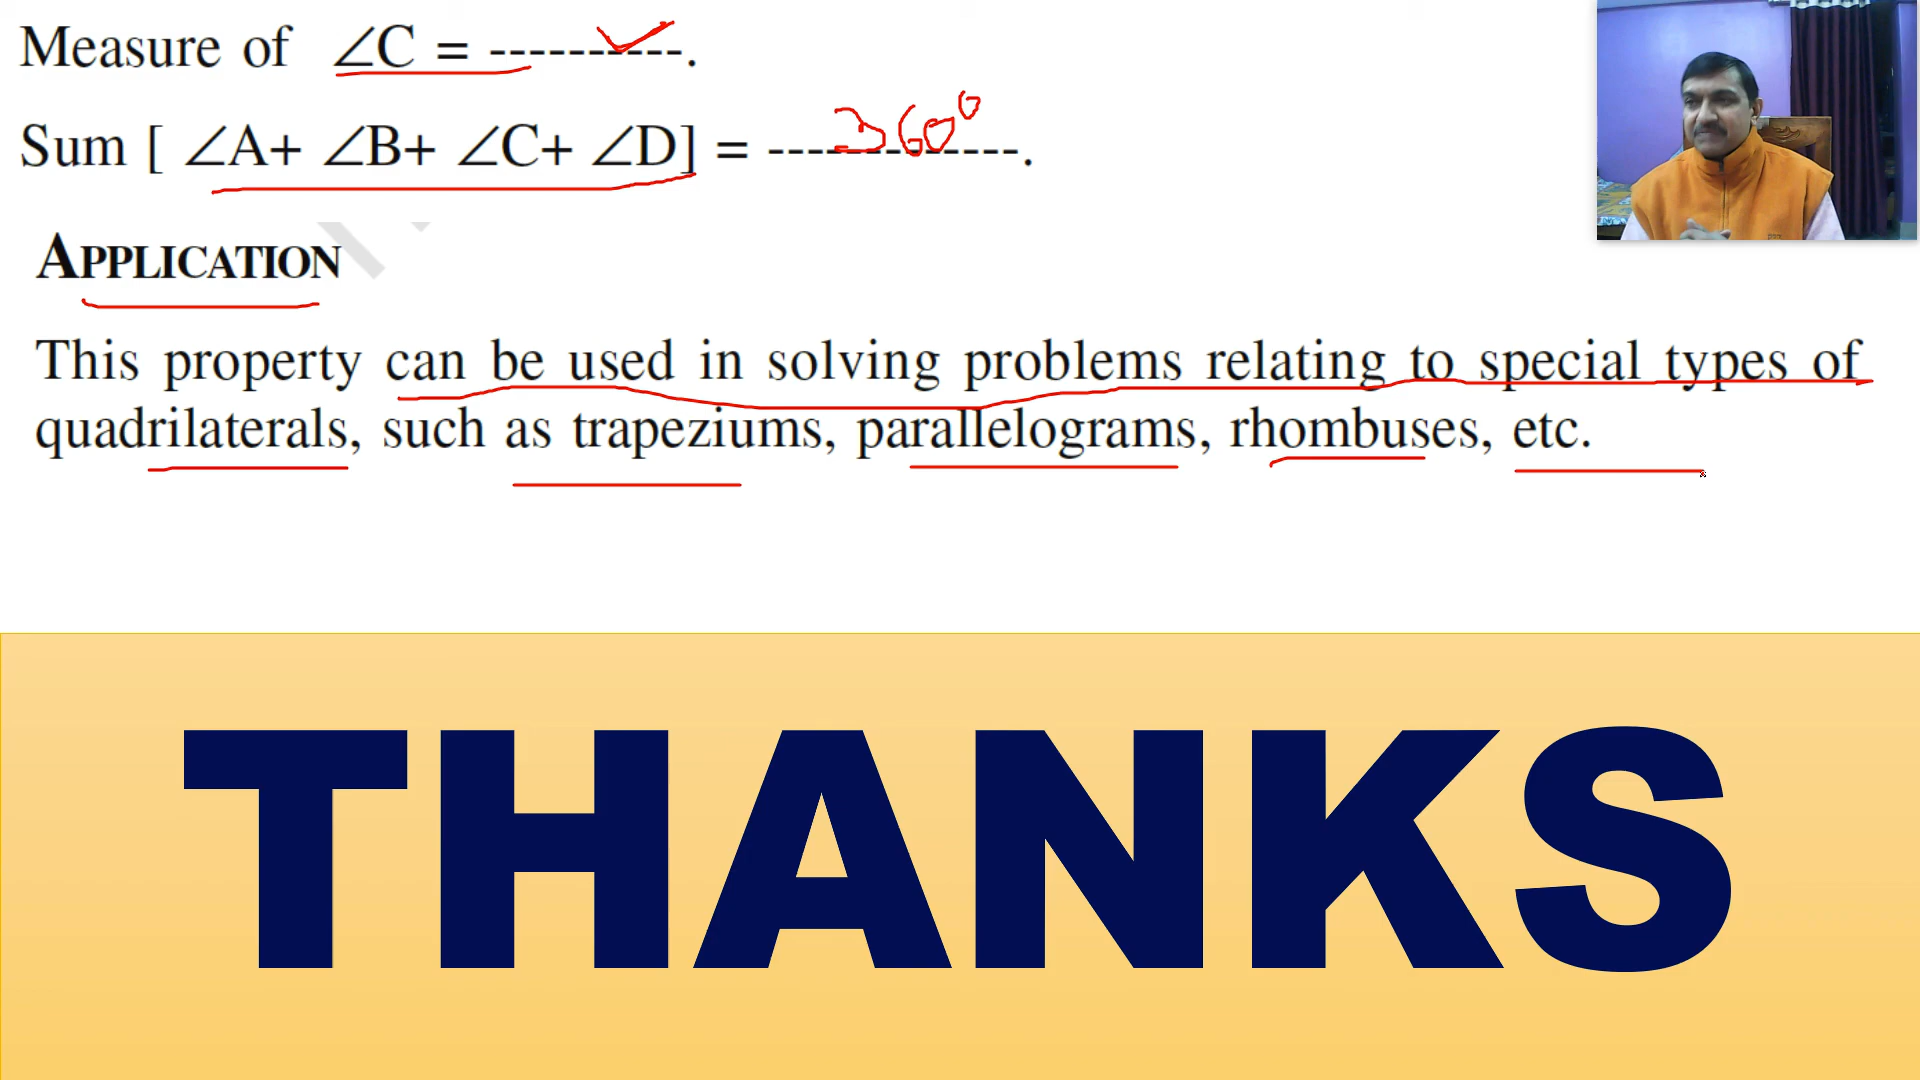 Measure of ∠C = ----------.
Sum [ ∠A+ ∠B+ ∠C+ ∠D] = -------------.
360°
APPLICATION
This property can be used in solving problems relating to special types of
quadrilaterals, such as trapeziums, parallelograms, rhombuses, etc.
THANKS